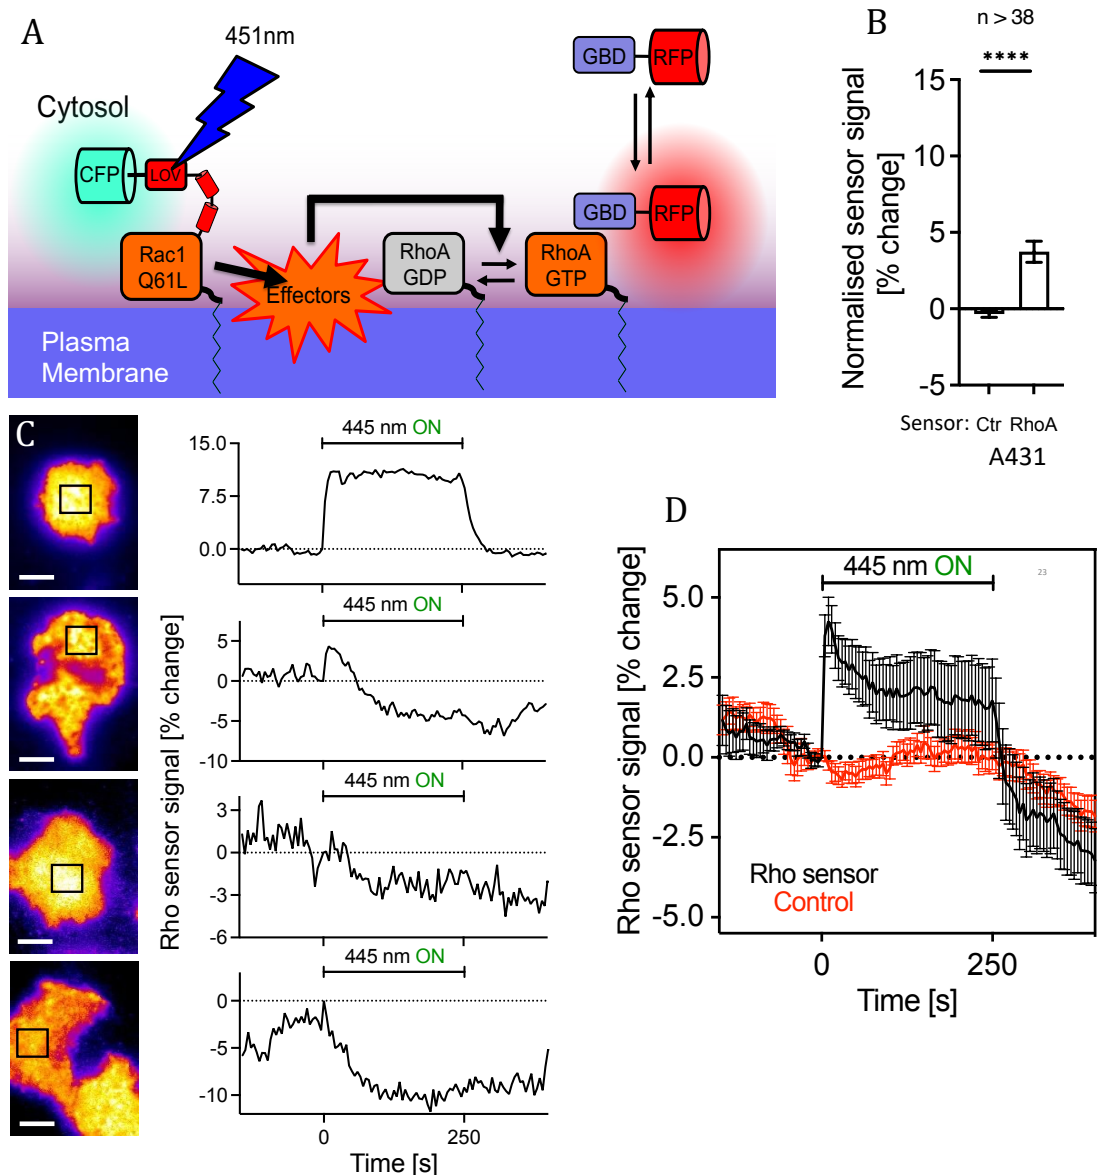 A
451nm
Cytosol
CFP
LOV
Rac1
Q61L
Effectors
RhoA
GDP
RhoA
GTP
GBD
RFP
GBD
RFP
Plasma
Membrane
B
n > 38
****
Normalised sensor signal
[% change]
15
10
5
0
-5
Sensor: Ctr RhoA
A431
C
Rho sensor signal [% change]
445 nm ON
15.0
7.5
0.0
445 nm ON
5
0
-5
-10
445 nm ON
3
0
-3
-6
445 nm ON
0
-5
-10
0
250
Time [s]
D
Rho sensor signal [% change]
445 nm ON
23
5.0
2.5
0.0
-2.5
-5.0
Rho sensor
Control
0
250
Time [s]